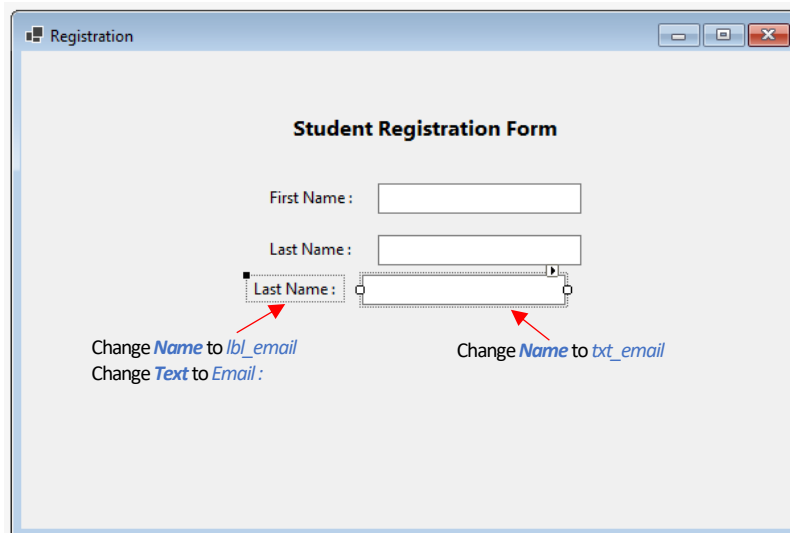 Registration
Student Registration Form
First Name :
Last Name :
Last Name :
Change Name to lbl_email
Change Text to Email :
Change Name to txt_email